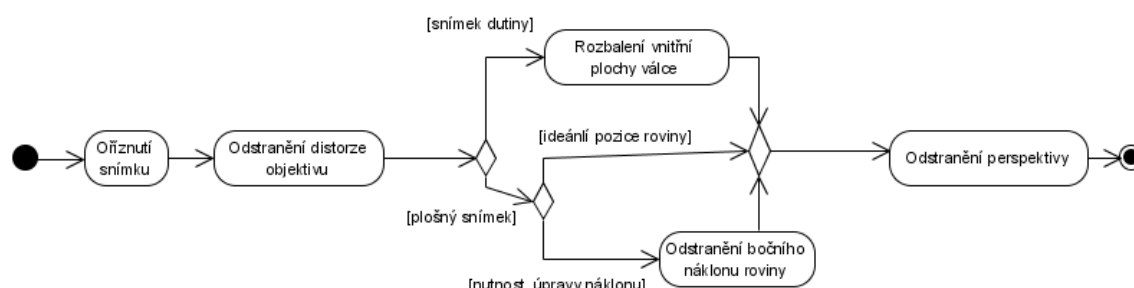 [snímek dutiny]
Rozbalení vnitřní
plochy válce
[ideánlí pozice roviny]
Oříznutí
snímku
Odstranění distorze
objektivu
Odstranění perspektivy
[plošný snímek]
Odstranění bočního
náklonu roviny
[nutnost úpravy náklonu]